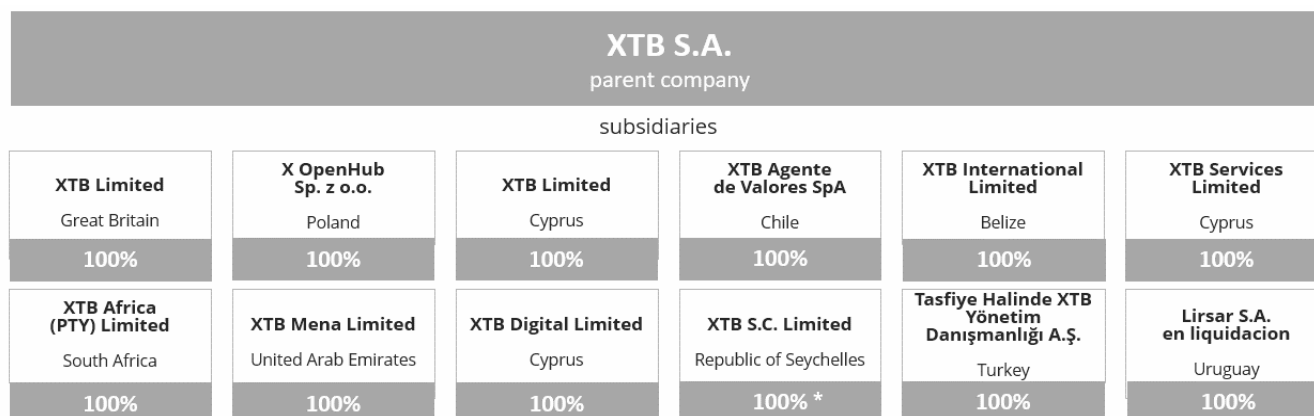 XTB S.A.
parent company
subsidiaries
XTB Limited
Great Britain
100%
X OpenHub
Sp. z o.o.
Poland
100%
XTB Limited
Cyprus
100%
XTB Agente
de Valores SpA
Chile
100%
XTB International
Limited
Belize
100%
XTB Services
Limited
Cyprus
100%
XTB Africa
(PTY) Limited
South Africa
100%
XTB Mena Limited
United Arab Emirates
100%
XTB Digital Limited
Cyprus
100%
XTB S.C. Limited
Republic of Seychelles
100% *
Tasfiye Halinde XTB
Yönetim
Danışmanlığı A.Ş.
Turkey
100%
Lirsar S.A.
en liquidacion
Uruguay
100%